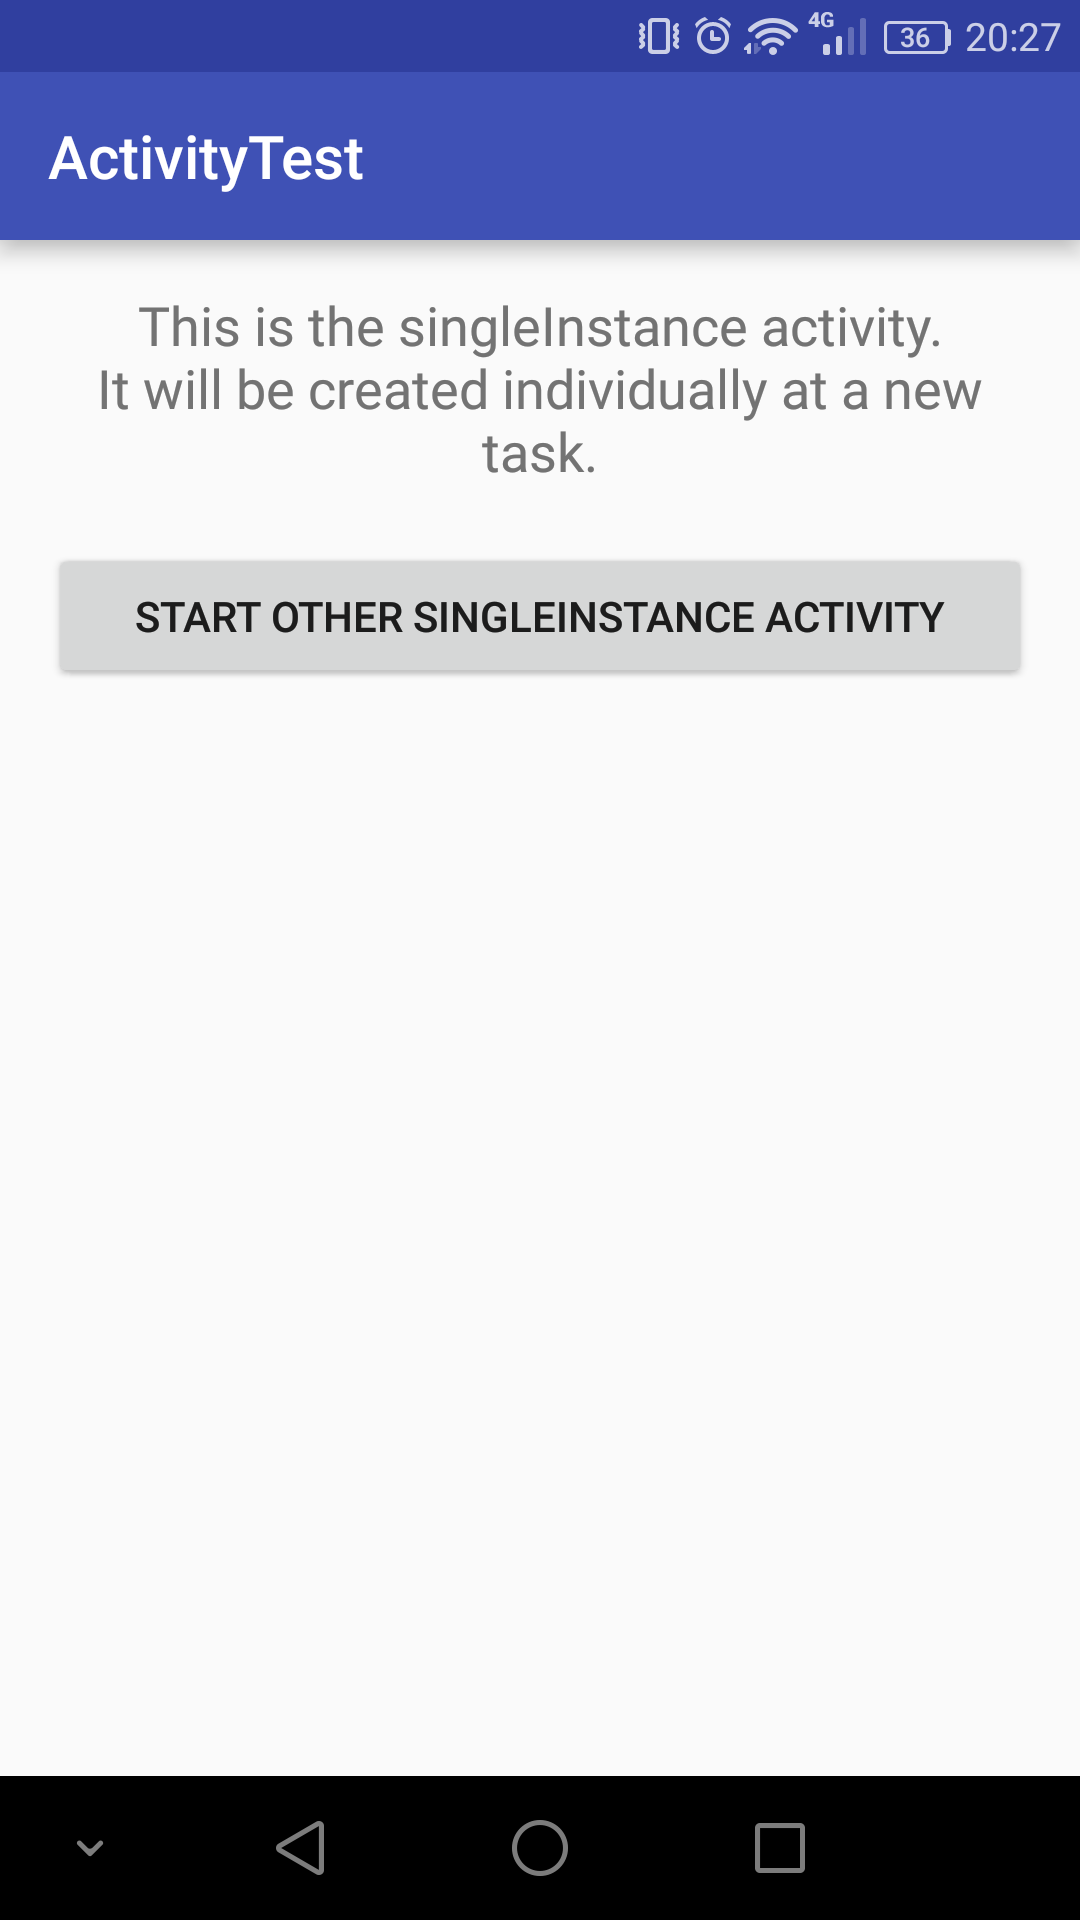 4G 36 20:27
ActivityTest
This is the singleInstance activity.
It will be created individually at a new
task.
START OTHER SINGLEINSTANCE ACTIVITY